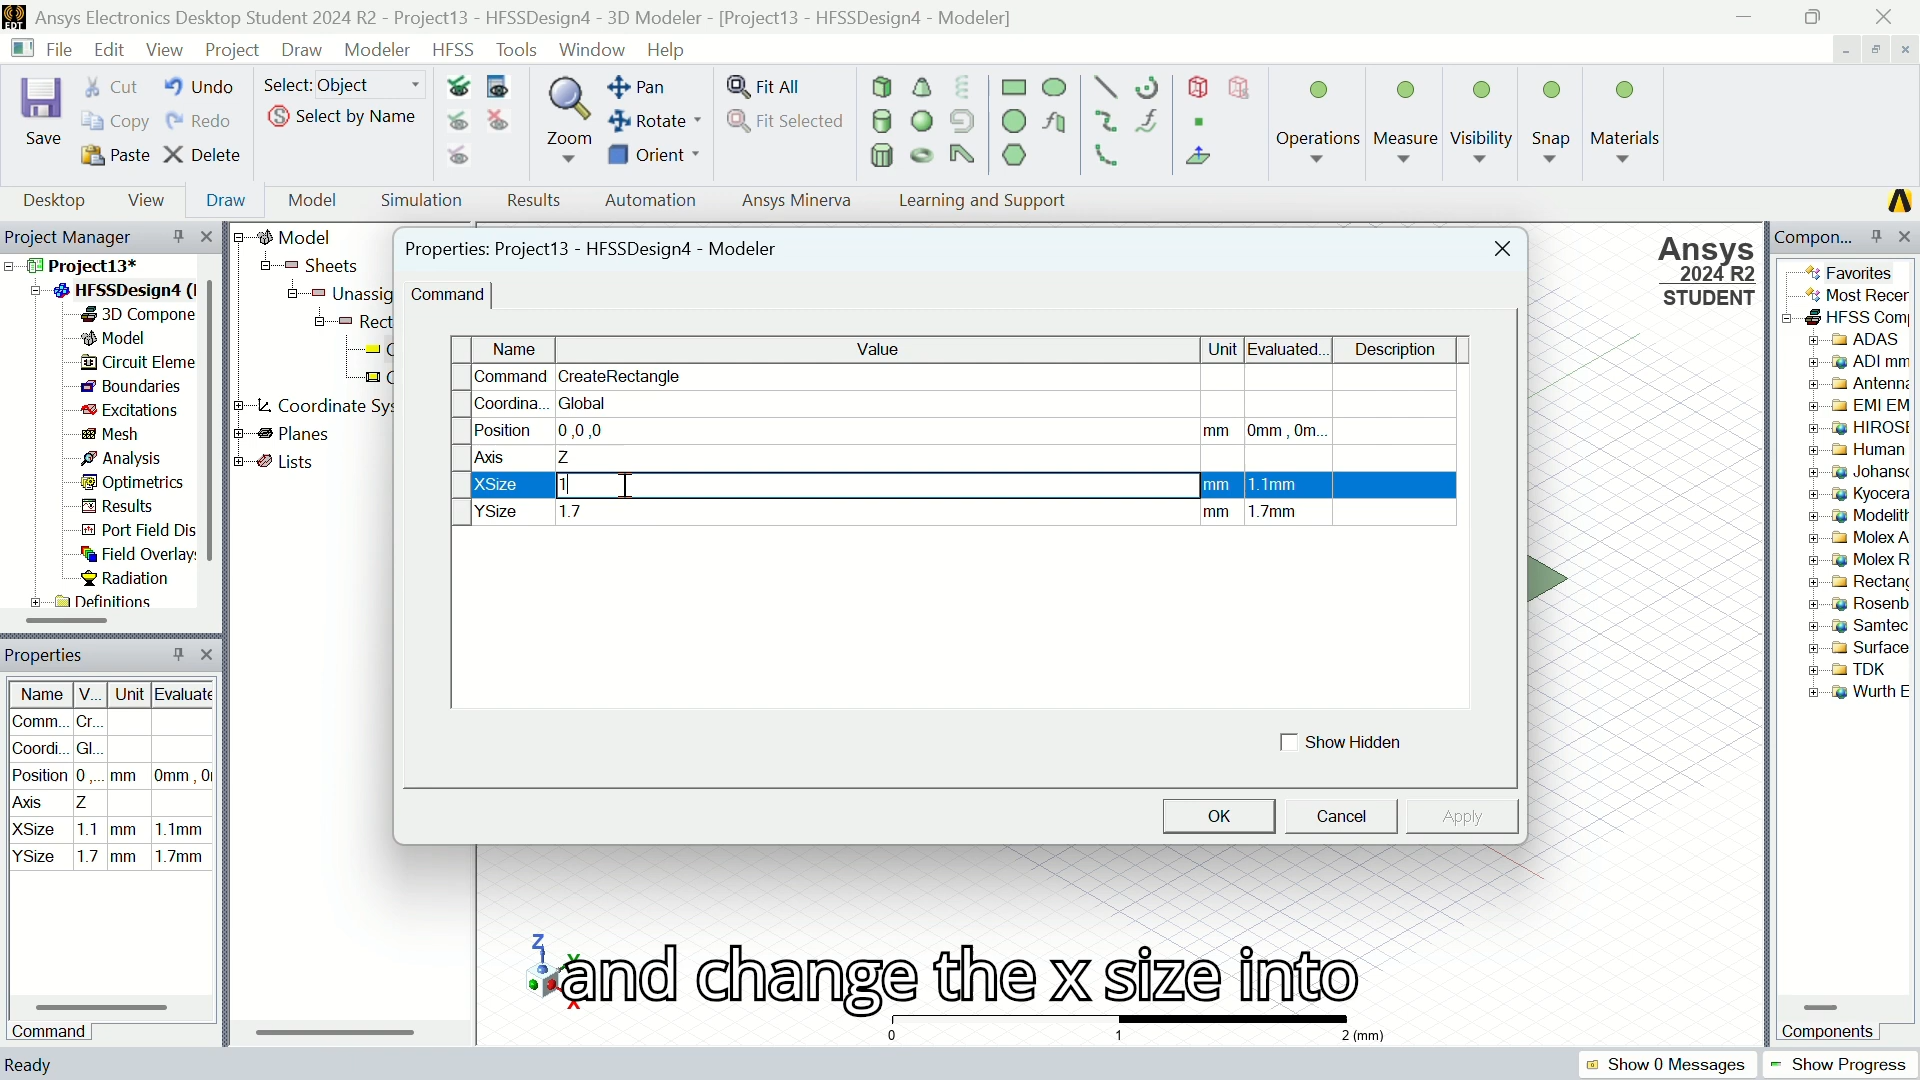 Ansys Electronics Desktop Student 2024 R2 - Project13 - HFSSDesign4 - 3D Modeler - [Project13 - HFSSDesign4 - Modeler]
File Edit View Project Draw Modeler HFSS Tools Window Help
Save
Cut
Copy
Paste
Undo
Redo
Delete
Select: Object
Select by Name
Zoom
Pan
Rotate
Orient
Fit All
Fit Selected
Operations
Measure
Visibility
Snap
Materials
Desktop View Draw Model Simulation Results Automation Ansys Minerva Learning and Support
Project Manager
Project13*
HFSSDesign4 (
3D Compone
Model
Circuit Eleme
Boundaries
Excitations
Mesh
Analysis
Optimetrics
Results
Port Field Dis
Field Overlay
Radiation
Definitions
Properties
Name V... Unit Evaluate
Comm... Cr...
Coordi... Gl...
Position 0 ,... mm 0mm , 0
Axis Z
XSize 1.1 mm 1.1mm
YSize 1.7 mm 1.7mm
Command
Model
Sheets
Unassig
Rect
C
C
Coordinate Sy
Planes
Lists
Properties: Project13 - HFSSDesign4 - Modeler
Command
Name Value Unit Evaluated... Description
Command CreateRectangle
Coordina... Global
Position 0 ,0 ,0 mm 0mm , 0m...
Axis Z
XSize 1 mm 1.1mm
YSize 1.7 mm 1.7mm
Show Hidden
OK Cancel Apply
Ansys
2024 R2
STUDENT
Z
Y
X
and change the x size into
0 1 2 (mm)
Compon...
Favorites
Most Recer
HFSS Com
ADAS
ADI mm
Antenna
EMI EM
HIROSE
Human
Johanso
Kyocera
Modelith
Molex A
Molex R
Rectang
Rosenb
Samtec
Surface
TDK
Wurth E
Components
Ready
Show 0 Messages
Show Progress